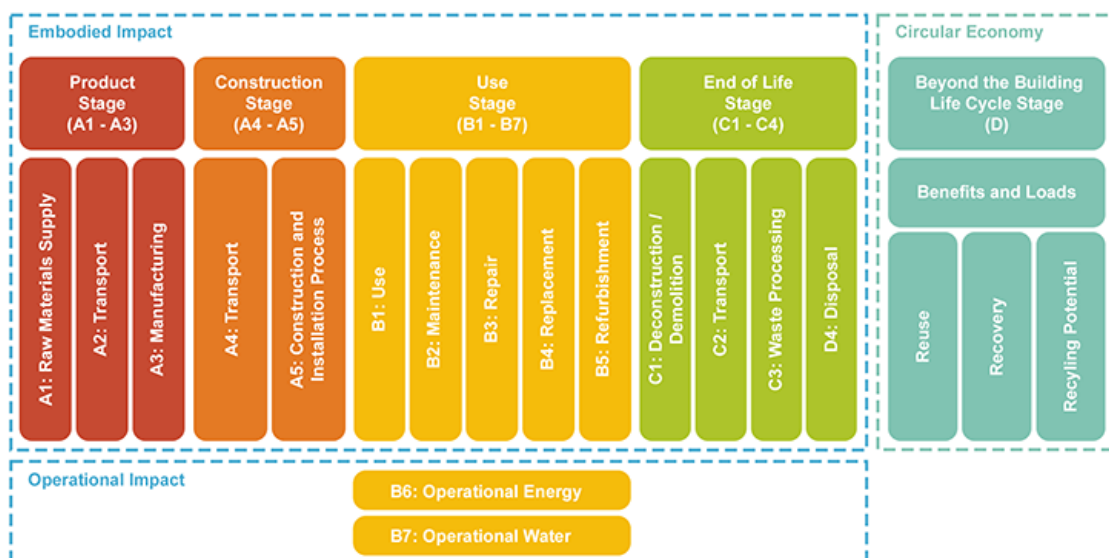 Embodied Impact
Circular Economy
Product
Stage
(A1 - A3)
Construction
Stage
(A4 - A5)
Use
Stage
(B1 - B7)
End of Life
Stage
(C1 - C4)
Beyond the Building
Life Cycle Stage
(D)
A1: Raw Materials Supply
A2: Transport
A3: Manufacturing
A4: Transport
A5: Construction and
Installation Process
B1: Use
B2: Maintenance
B3: Repair
B4: Replacement
B5: Refurbishment
C1: Deconstruction /
Demolition
C2: Transport
C3: Waste Processing
D4: Disposal
Benefits and Loads
Reuse
Recovery
Recyling Potential
Operational Impact
B6: Operational Energy
B7: Operational Water